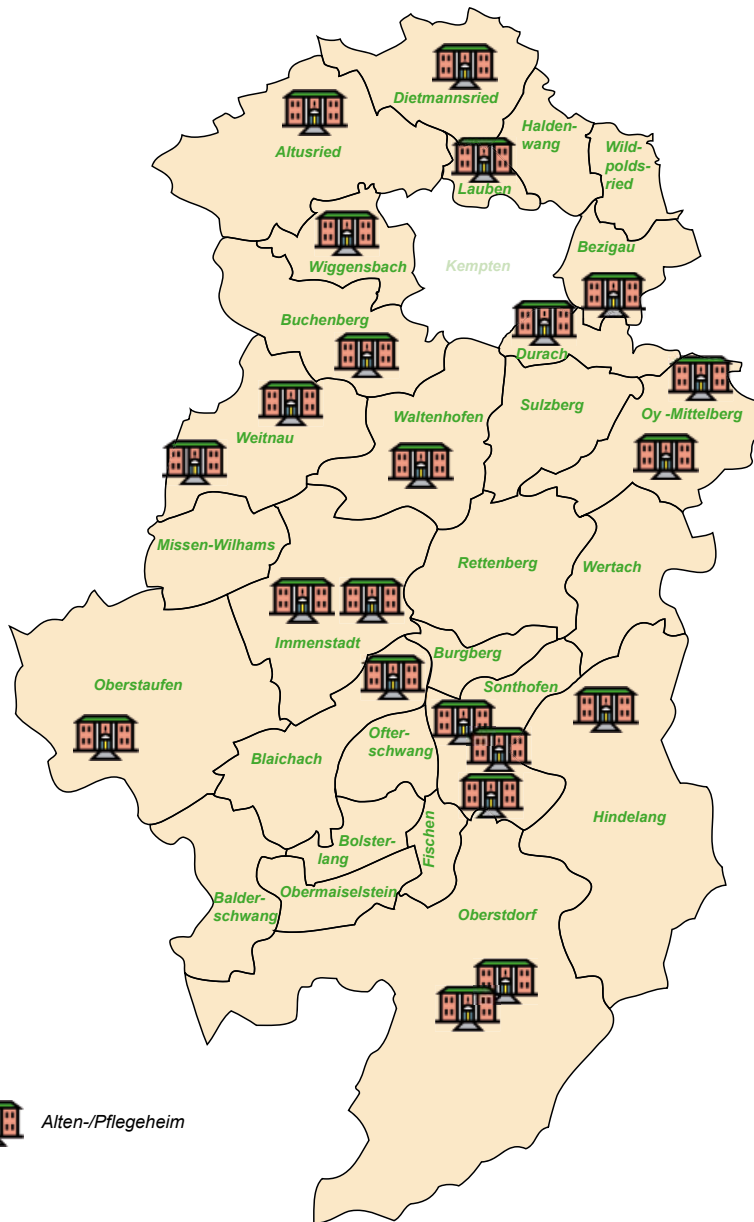 Dietmannsried
Altusried
Halden-
wang
Wild-
polds-
ried
Lauben
Wiggensbach
Kempten
Bezigau
Buchenberg
Durach
Weitnau
Waltenhofen
Sulzberg
Oy -Mittelberg
Missen-Wilhams
Rettenberg
Wertach
Immenstadt
Burgberg
Oberstaufen
Sonthofen
Blaichach
Ofter-
schwang
Hindelang
Bolster-
lang
Fischen
Obermaiselstein
Balder-
schwang
Oberstdorf
Alten-/Pflegeheim